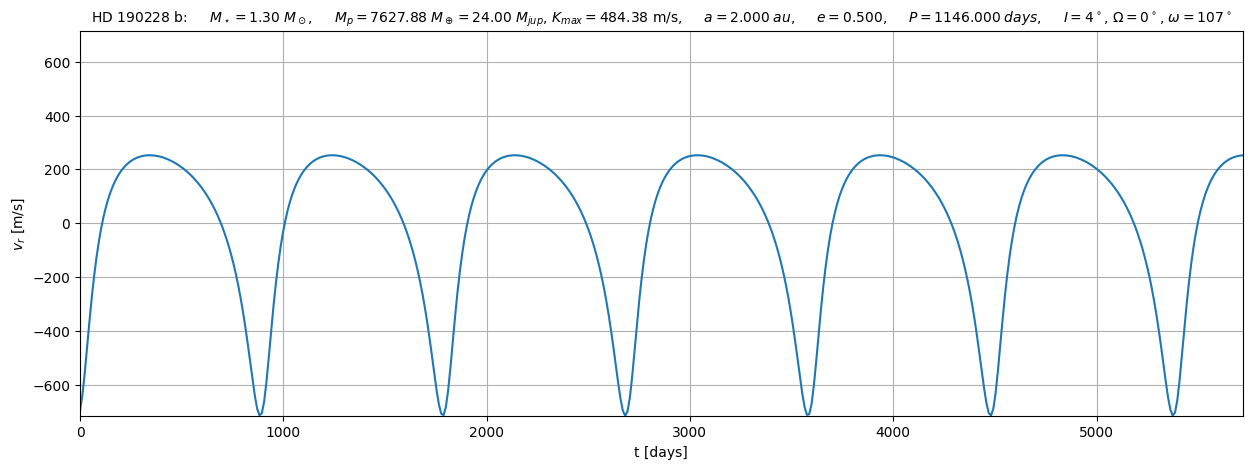 HD 190228 b: M⋆ = 1.30 M⊙, Mp = 7627.88 M⊕ = 24.00 Mjup, Kmax = 484.38 m/s, a = 2.000 au, e = 0.500, P = 1146.000 days, I = 4°, Ω = 0°, ω = 107°
600
400
200
0
−200
−400
−600
vr [m/s]
0 1000 2000 3000 4000 5000
t [days]